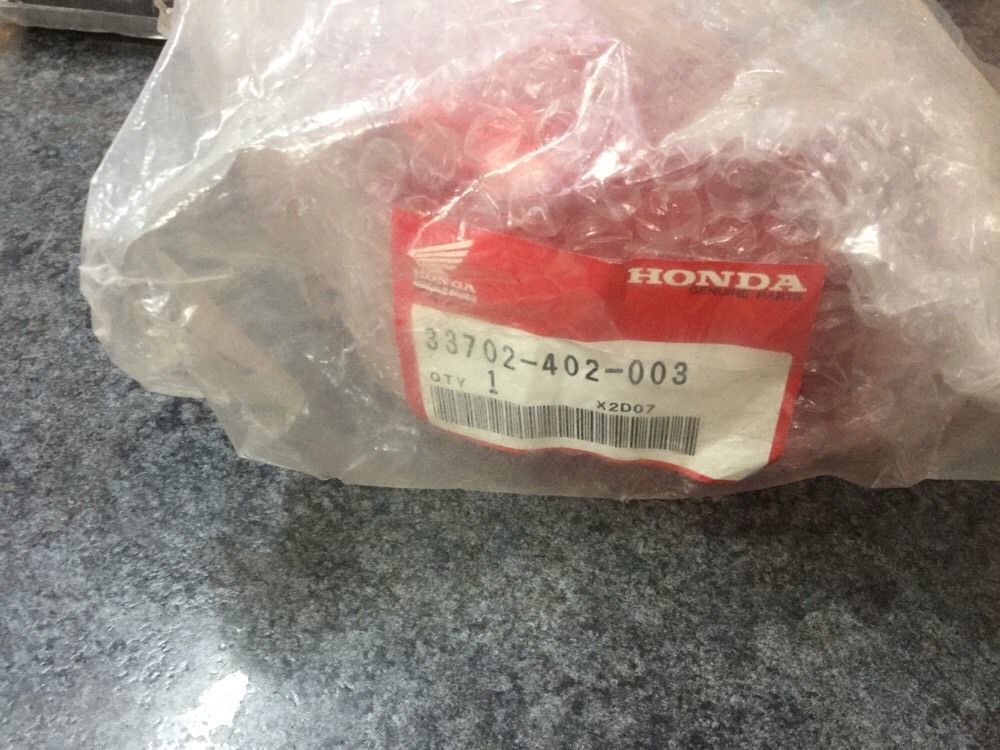 HONDA
HONDA
GENUINE PARTS
33702-402-003
QTY 1
X2D07